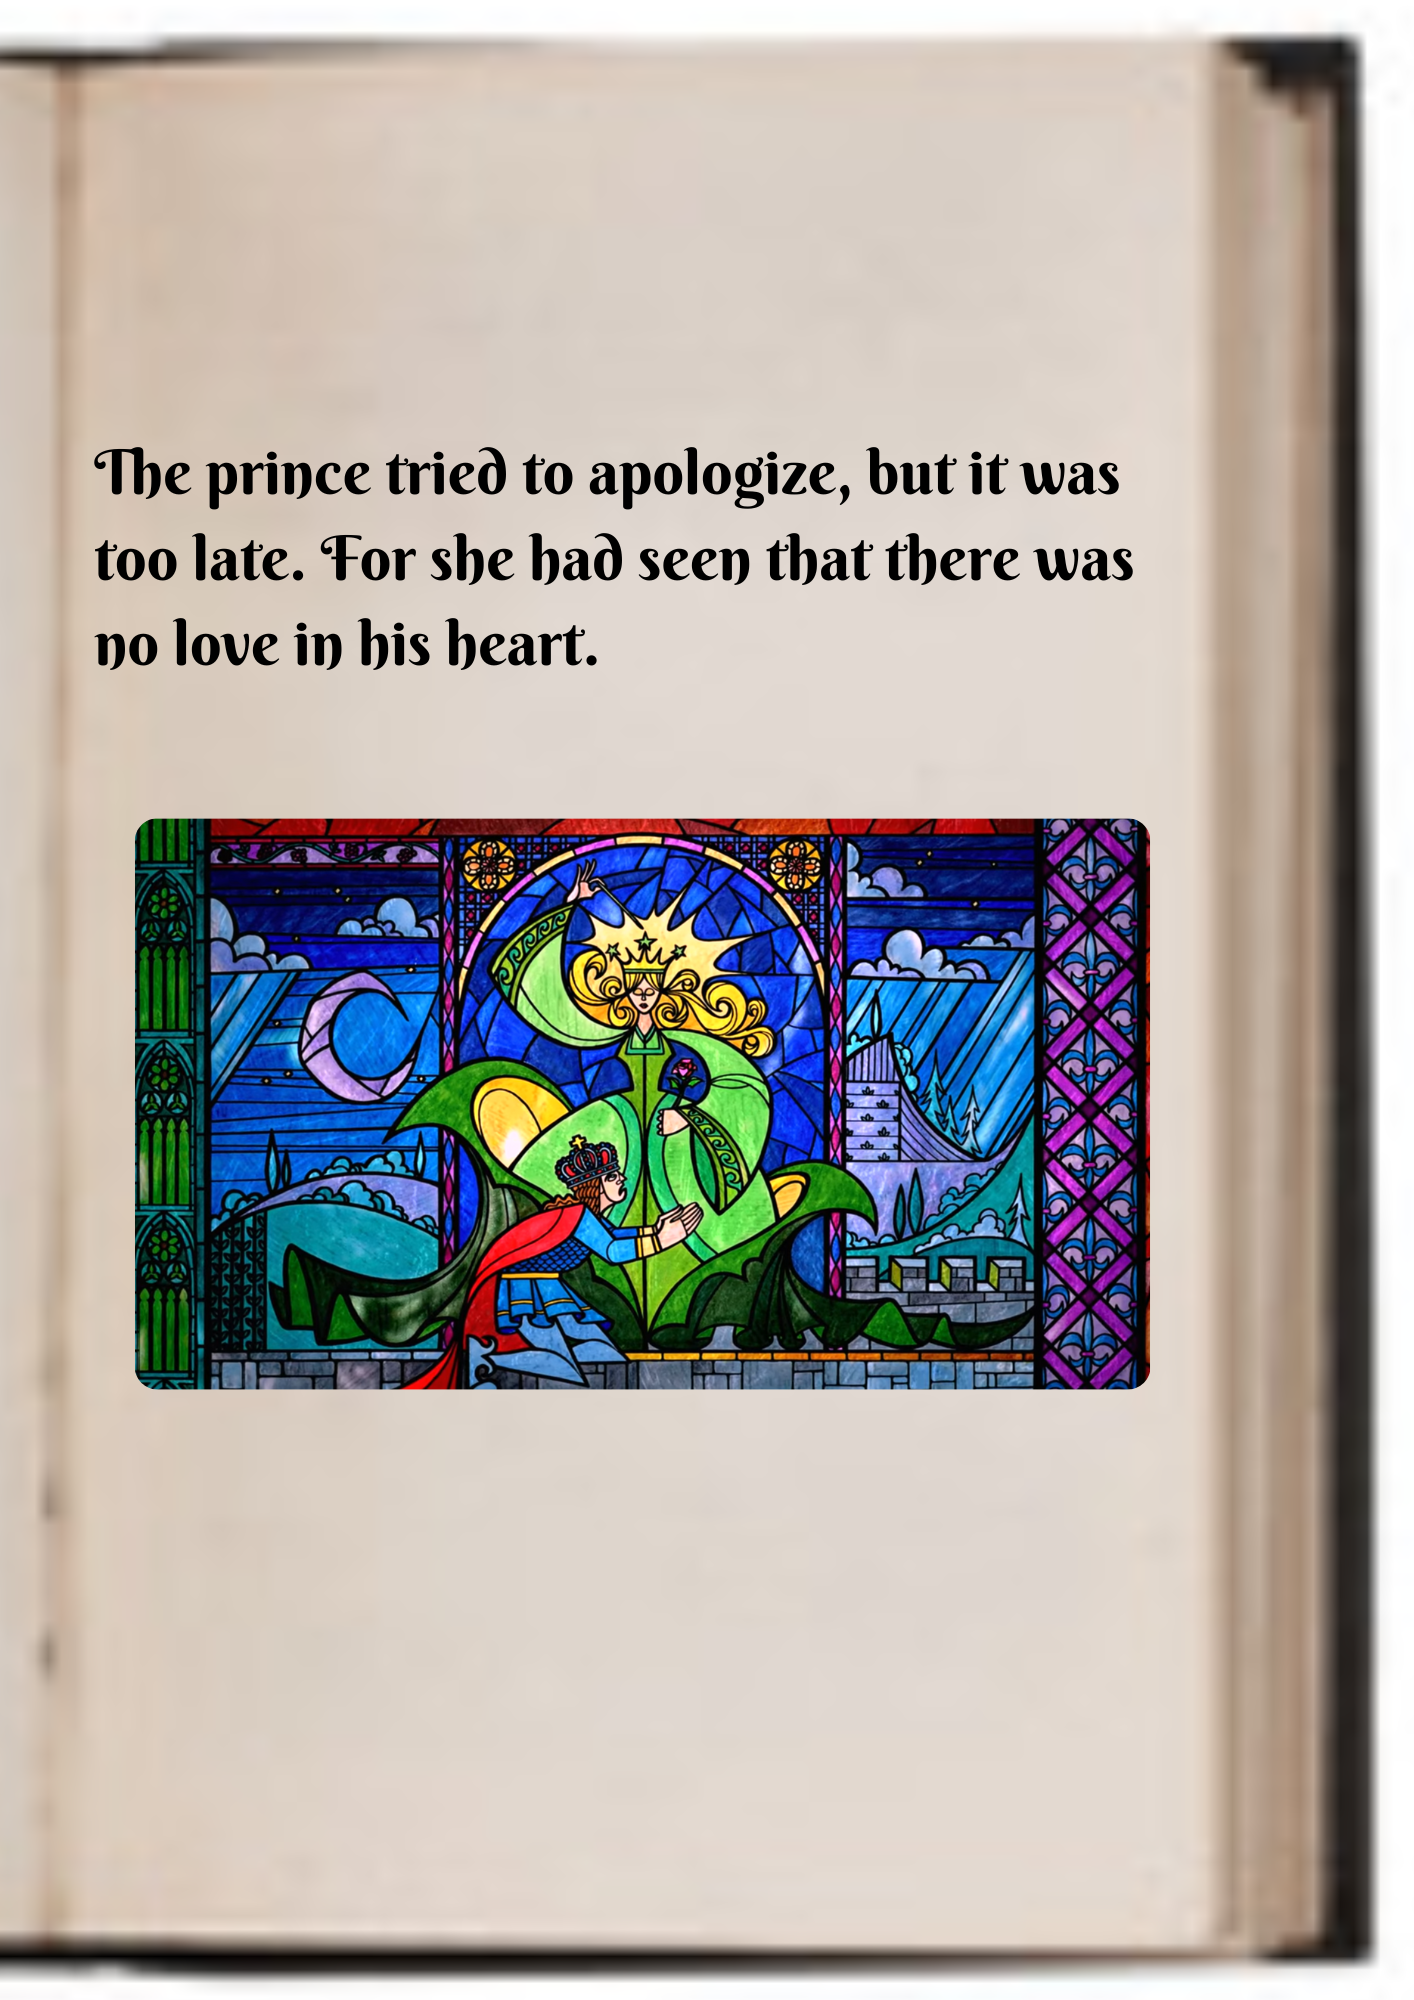 The prince tried to apologize, but it was
too late. For she had seen that there was
no love in his heart.